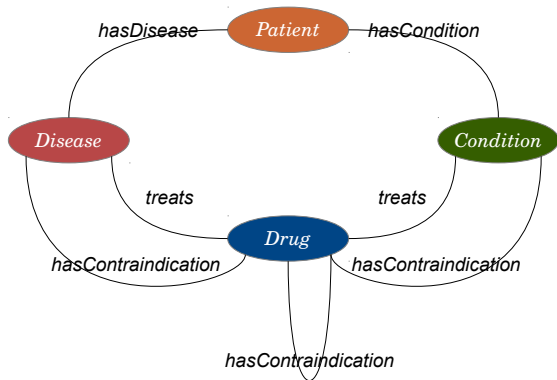 hasDisease
Patient
hasCondition
Disease
Condition
treats
treats
Drug
hasContraindication
hasContraindication
hasContraindication